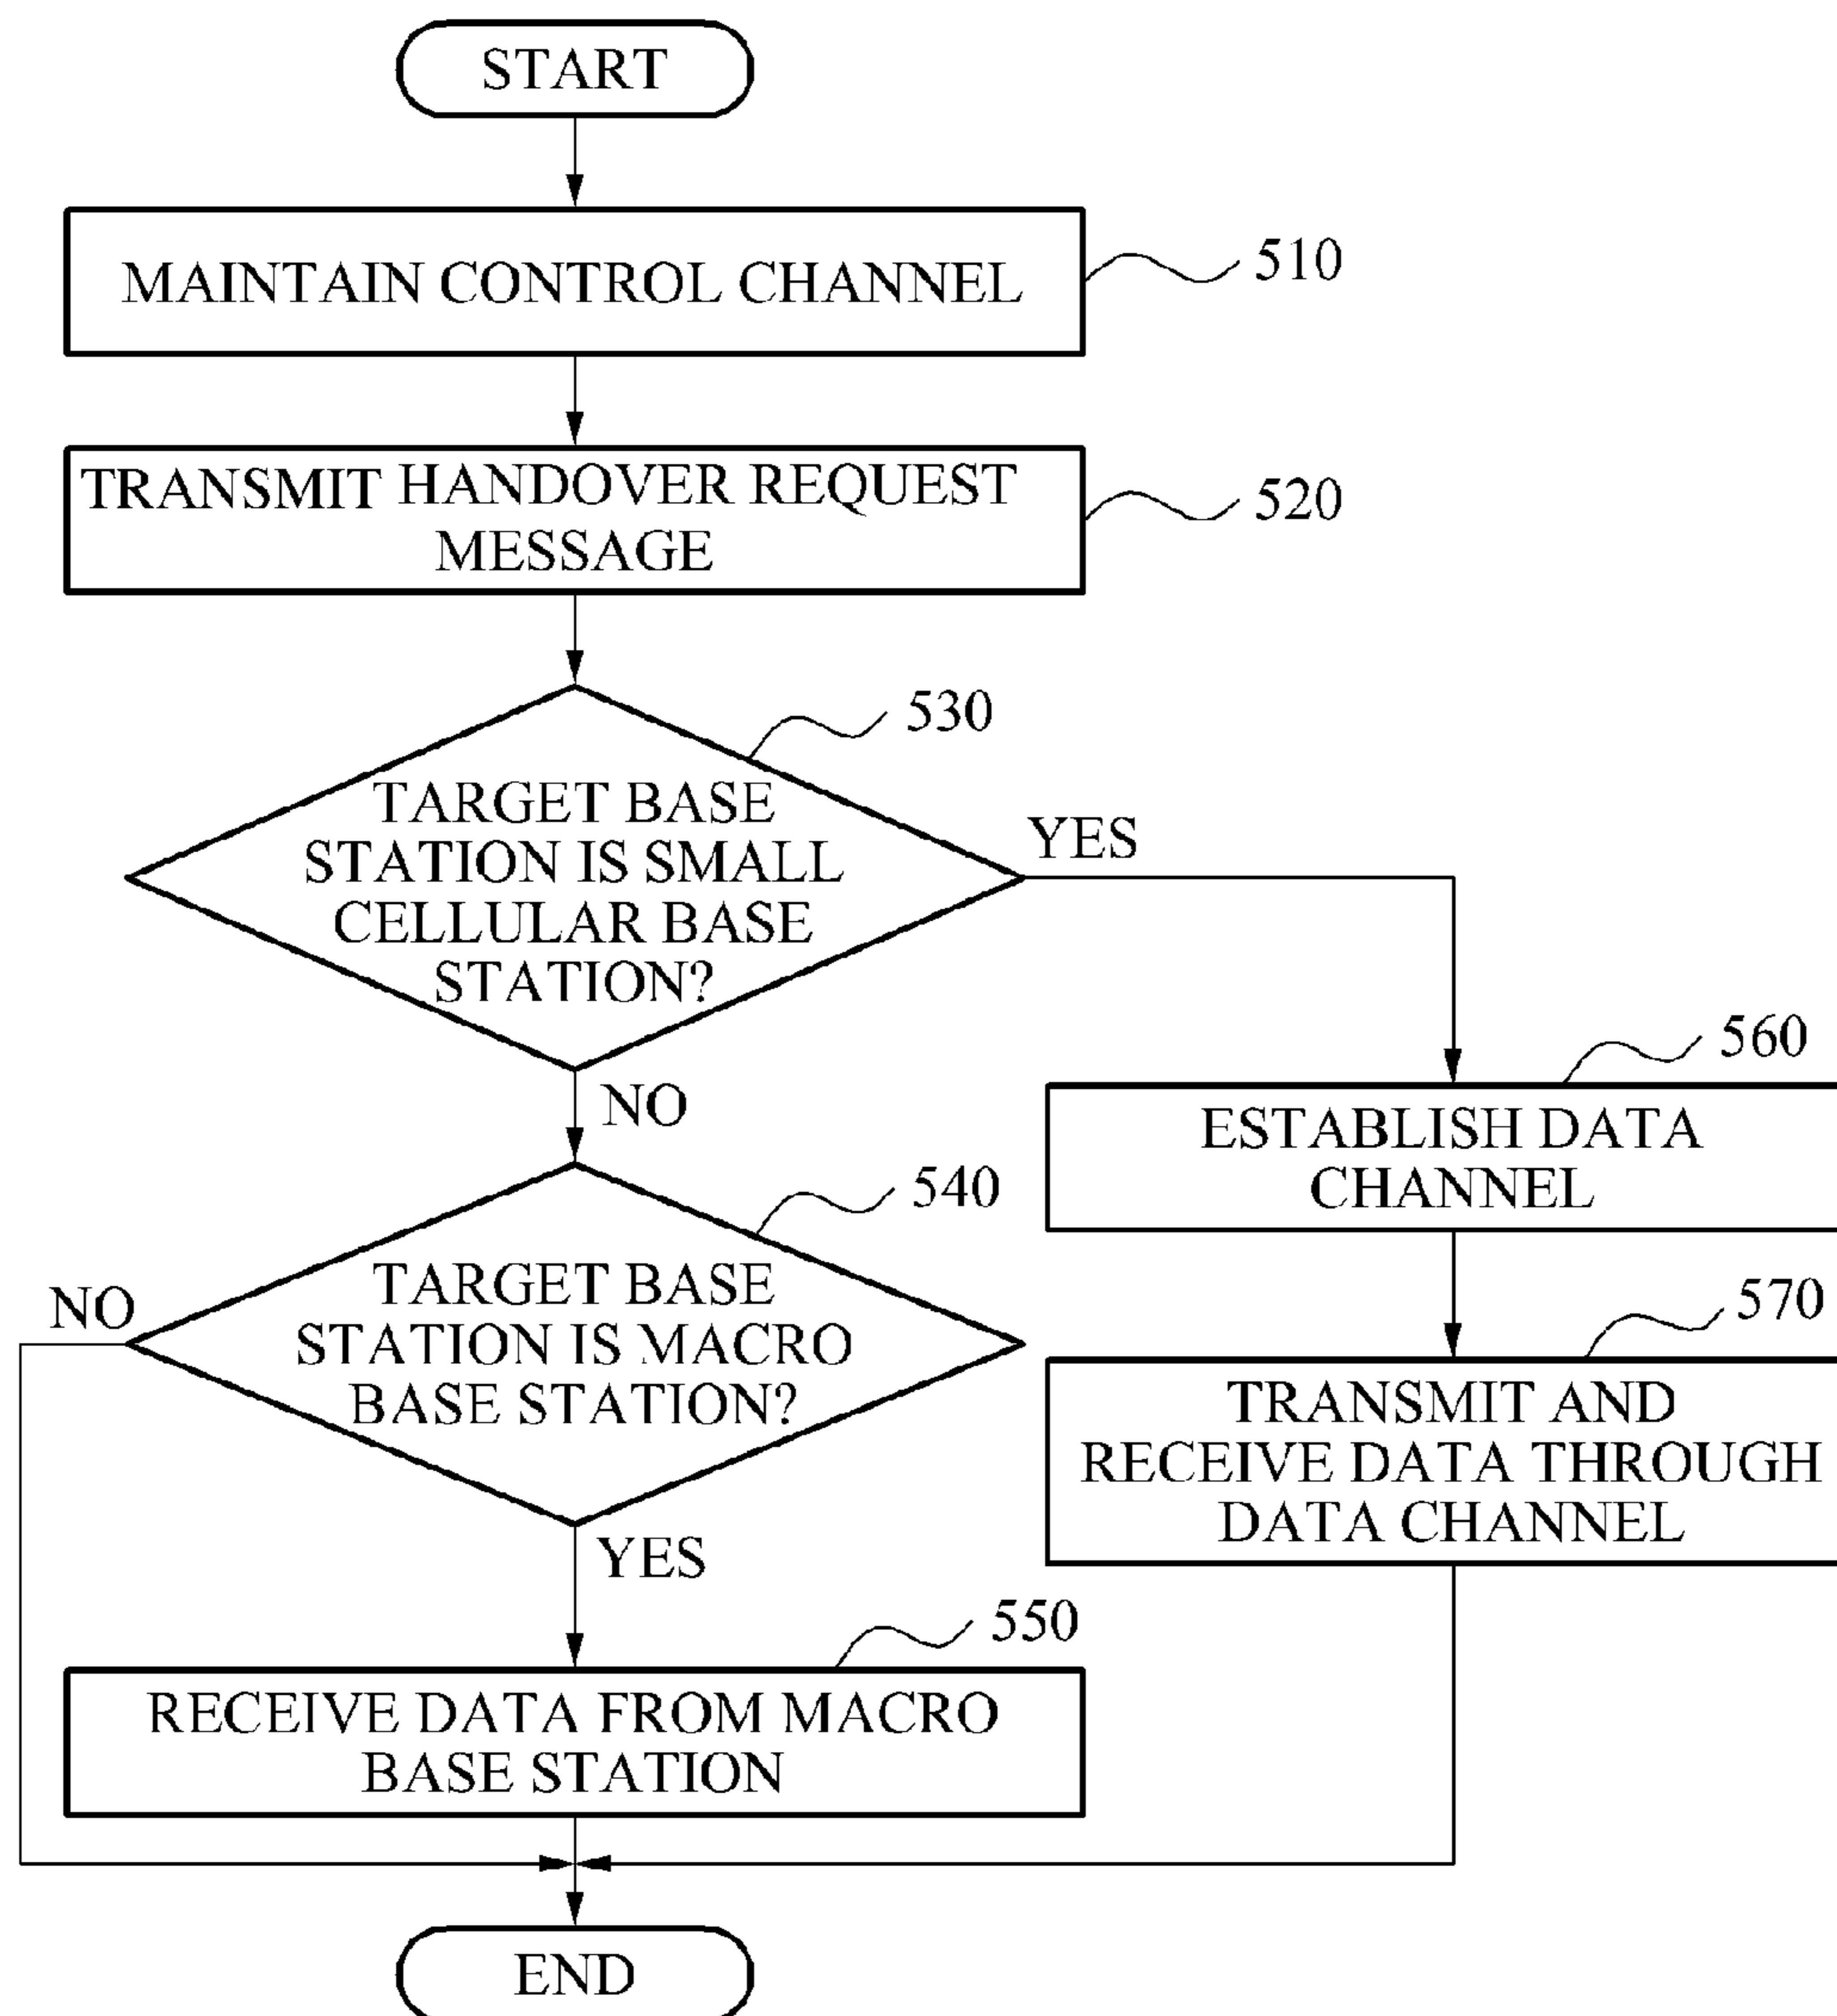 START
MAINTAIN CONTROL CHANNEL
510
TRANSMIT HANDOVER REQUEST
MESSAGE
520
530
TARGET BASE
STATION IS SMALL
CELLULAR BASE
STATION?
YES
NO
560
ESTABLISH DATA
CHANNEL
540
TARGET BASE
STATION IS MACRO
BASE STATION?
NO
YES
570
TRANSMIT AND
RECEIVE DATA THROUGH
DATA CHANNEL
550
RECEIVE DATA FROM MACRO
BASE STATION
END